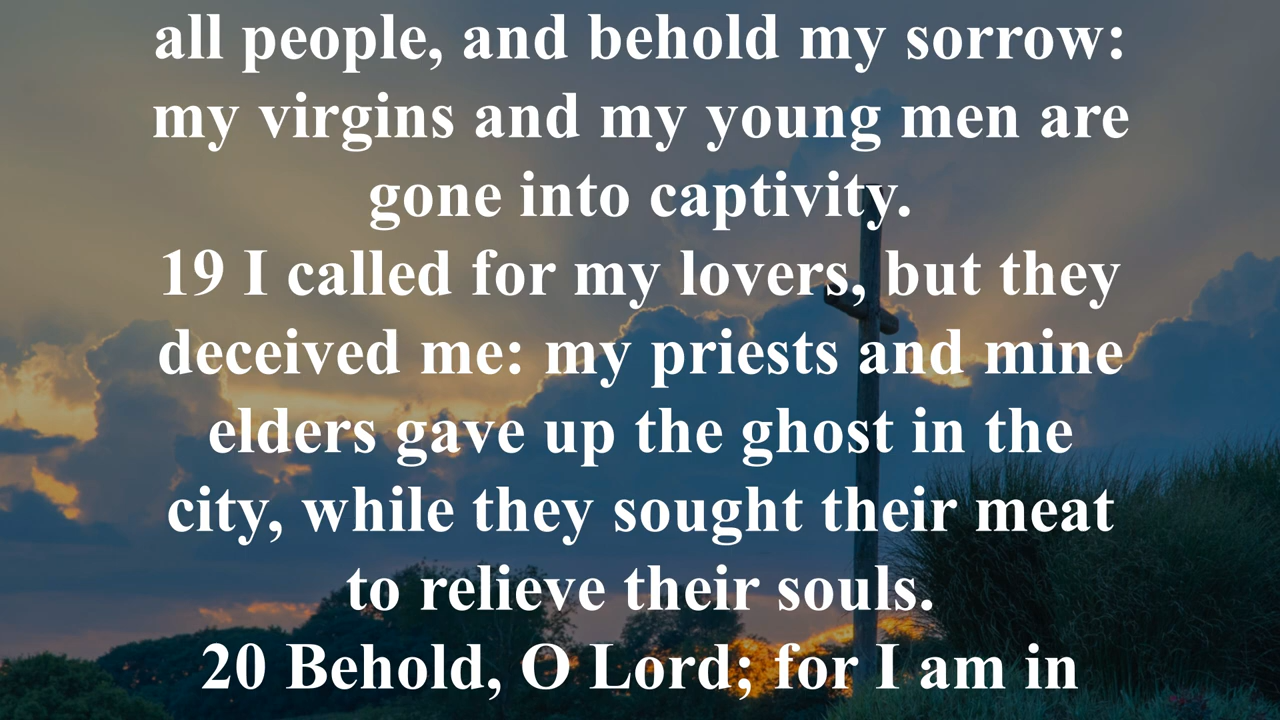 all people, and behold my sorrow:
my virgins and my young men are
gone into captivity.
19 I called for my lovers, but they
deceived me: my priests and mine
elders gave up the ghost in the
city, while they sought their meat
to relieve their souls.
20 Behold, O Lord; for I am in